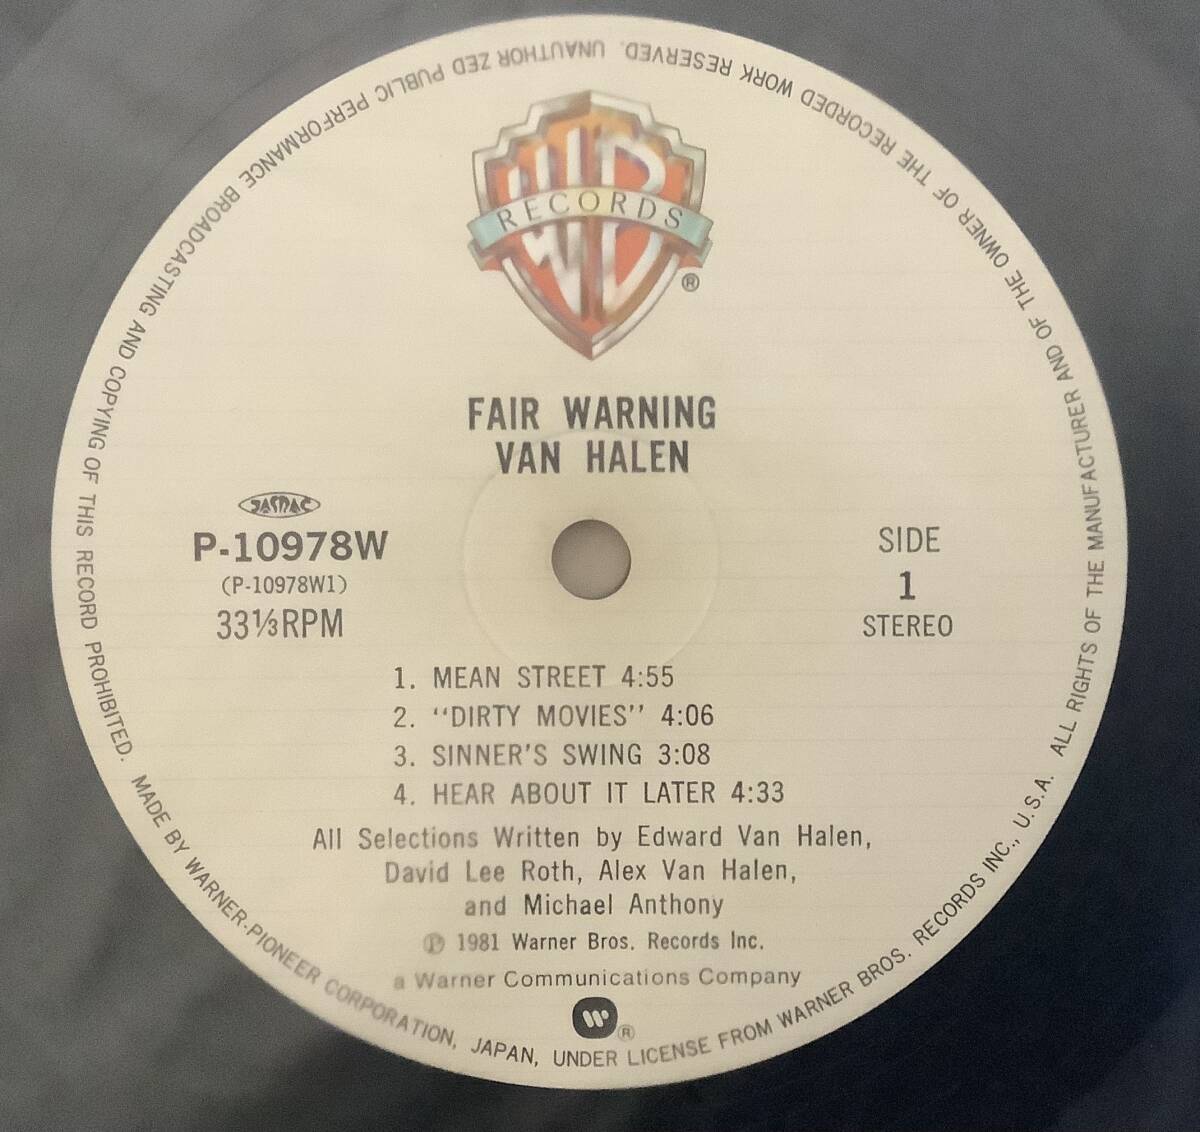 WB
RECORDS
®
FAIR WARNING
VAN HALEN
JASRAC
P-10978W
(P-10978W1)
33⅓RPM
SIDE
1
STEREO
1. MEAN STREET 4:55
2. "DIRTY MOVIES" 4:06
3. SINNER'S SWING 3:08
4. HEAR ABOUT IT LATER 4:33
All Selections Written by Edward Van Halen,
David Lee Roth, Alex Van Halen,
and Michael Anthony
℗ 1981 Warner Bros. Records Inc.
a Warner Communications Company
®
MADE BY WARNER-PIONEER CORPORATION, JAPAN, UNDER LICENSE FROM WARNER BROS. RECORDS INC., U.S.A. ALL RIGHTS OF THE MANUFACTURER AND OF THE OWNER OF THE RECORDED WORK RESERVED. UNAUTHOR ZED PUBLIC PERFORMANCE BROADCASTING AND COPYING OF THIS RECORD PROHIBITED.